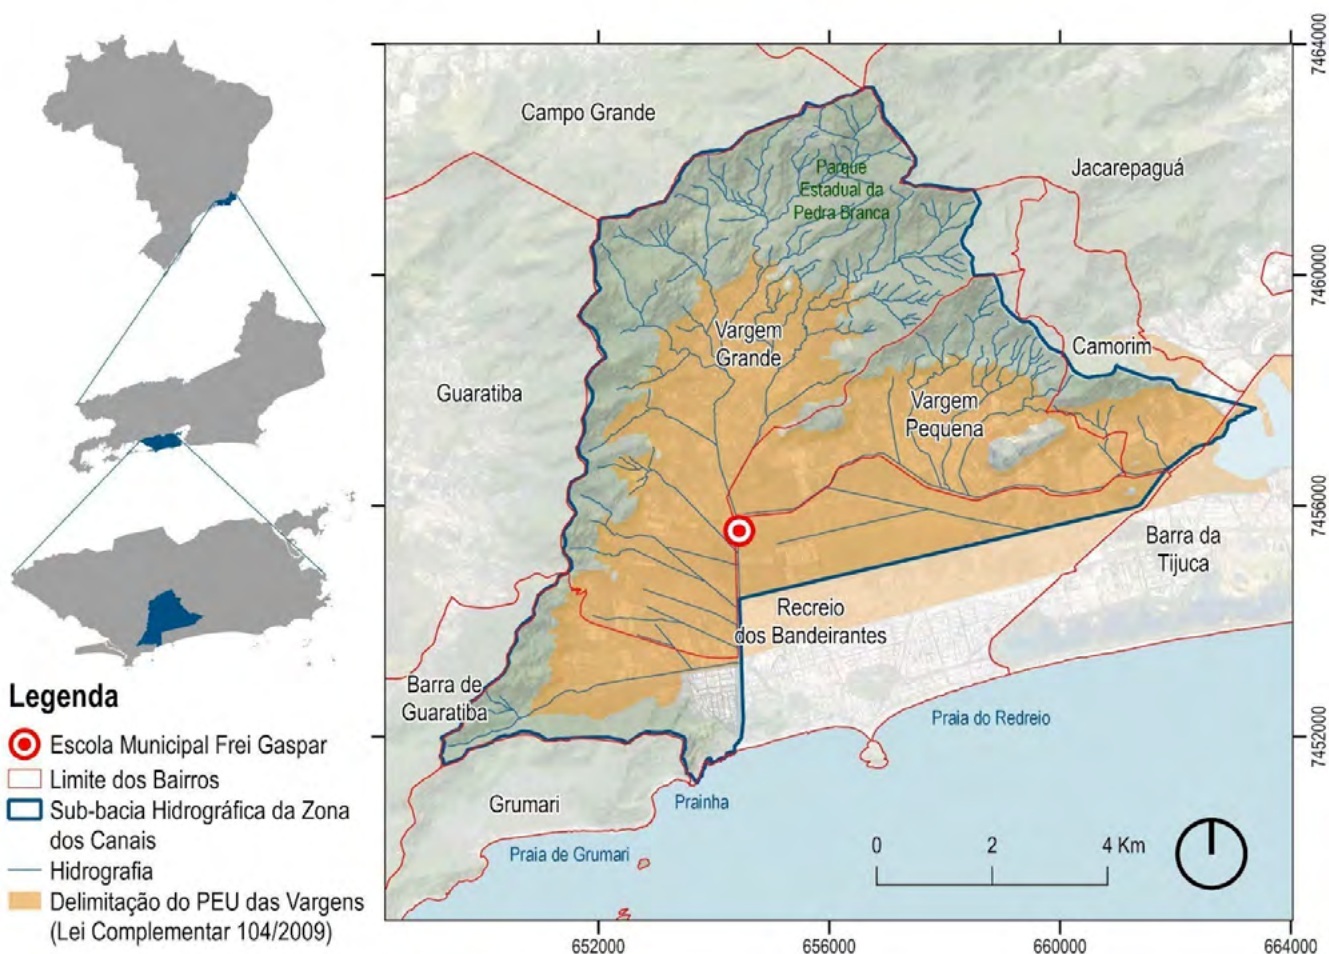 Campo Grande
Jacarepaguá
Parque
Estadual da
Pedra Branca
Vargem
Grande
Camorim
Guaratiba
Vargem
Pequena
Barra da
Tijuca
Recreio
dos Bandeirantes
Barra de
Guaratiba
Praia do Redreio
Grumari
Prainha
Praia de Grumari
0 2 4 Km
7464000
7460000
7456000
7452000
652000 656000 660000 664000
Legenda
Escola Municipal Frei Gaspar
Limite dos Bairros
Sub-bacia Hidrográfica da Zona
dos Canais
Hidrografia
Delimitação do PEU das Vargens
(Lei Complementar 104/2009)